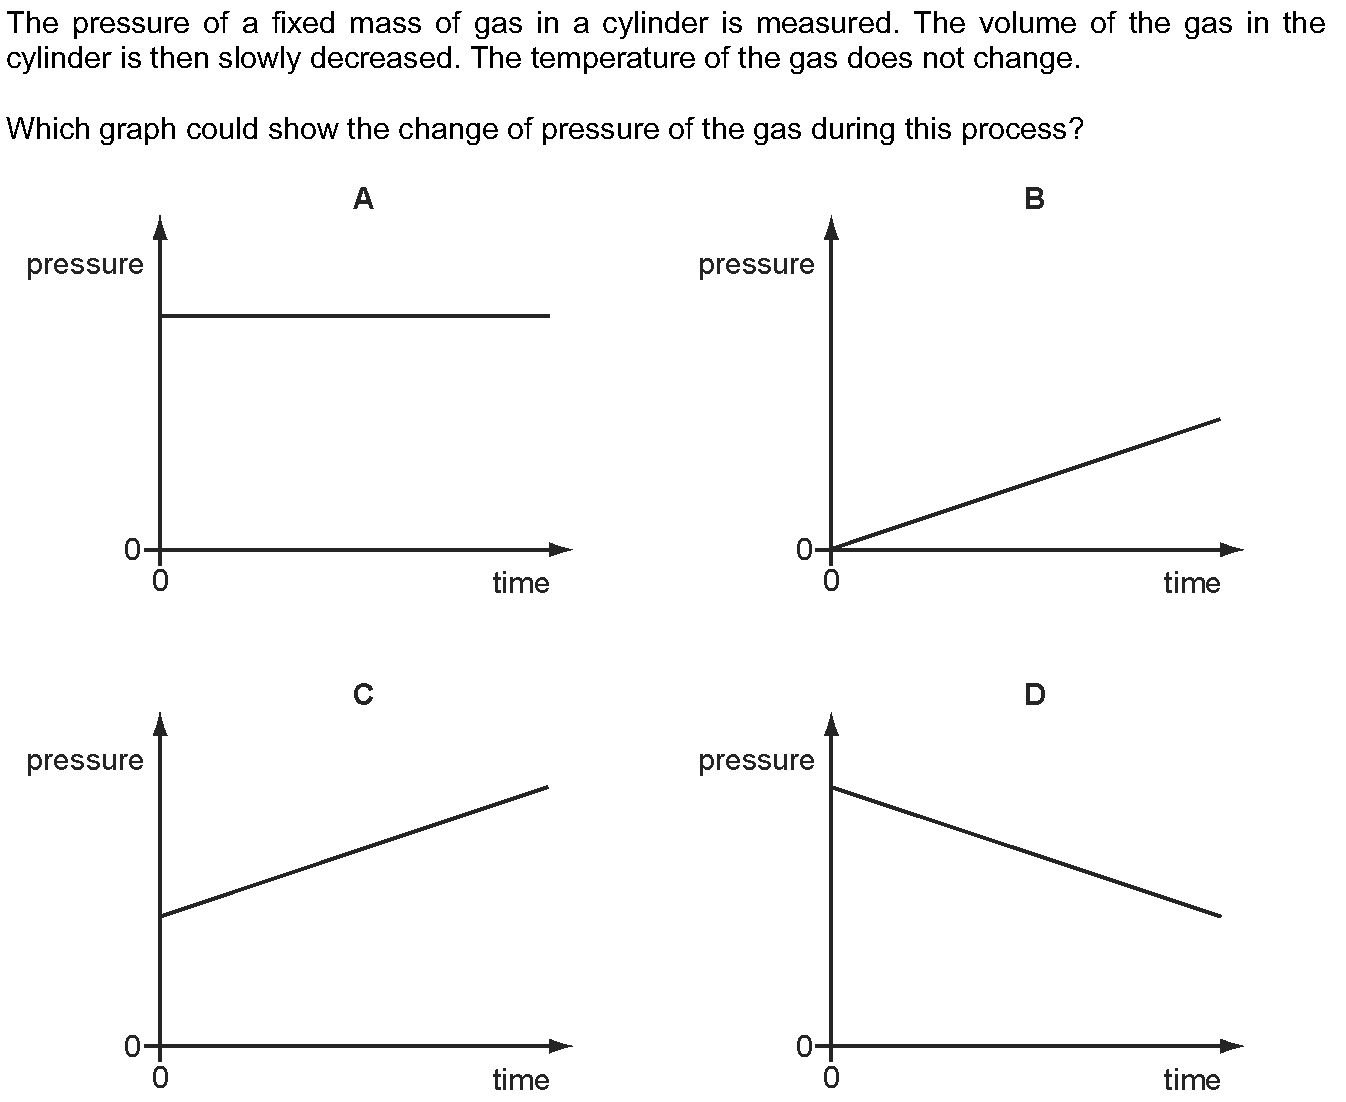 The pressure of a fixed mass of gas in a cylinder is measured. The volume of the gas in the
cylinder is then slowly decreased. The temperature of the gas does not change.
Which graph could show the change of pressure of the gas during this process?
A
pressure
0
0
time
B
pressure
0
0
time
C
pressure
0
0
time
D
pressure
0
0
time